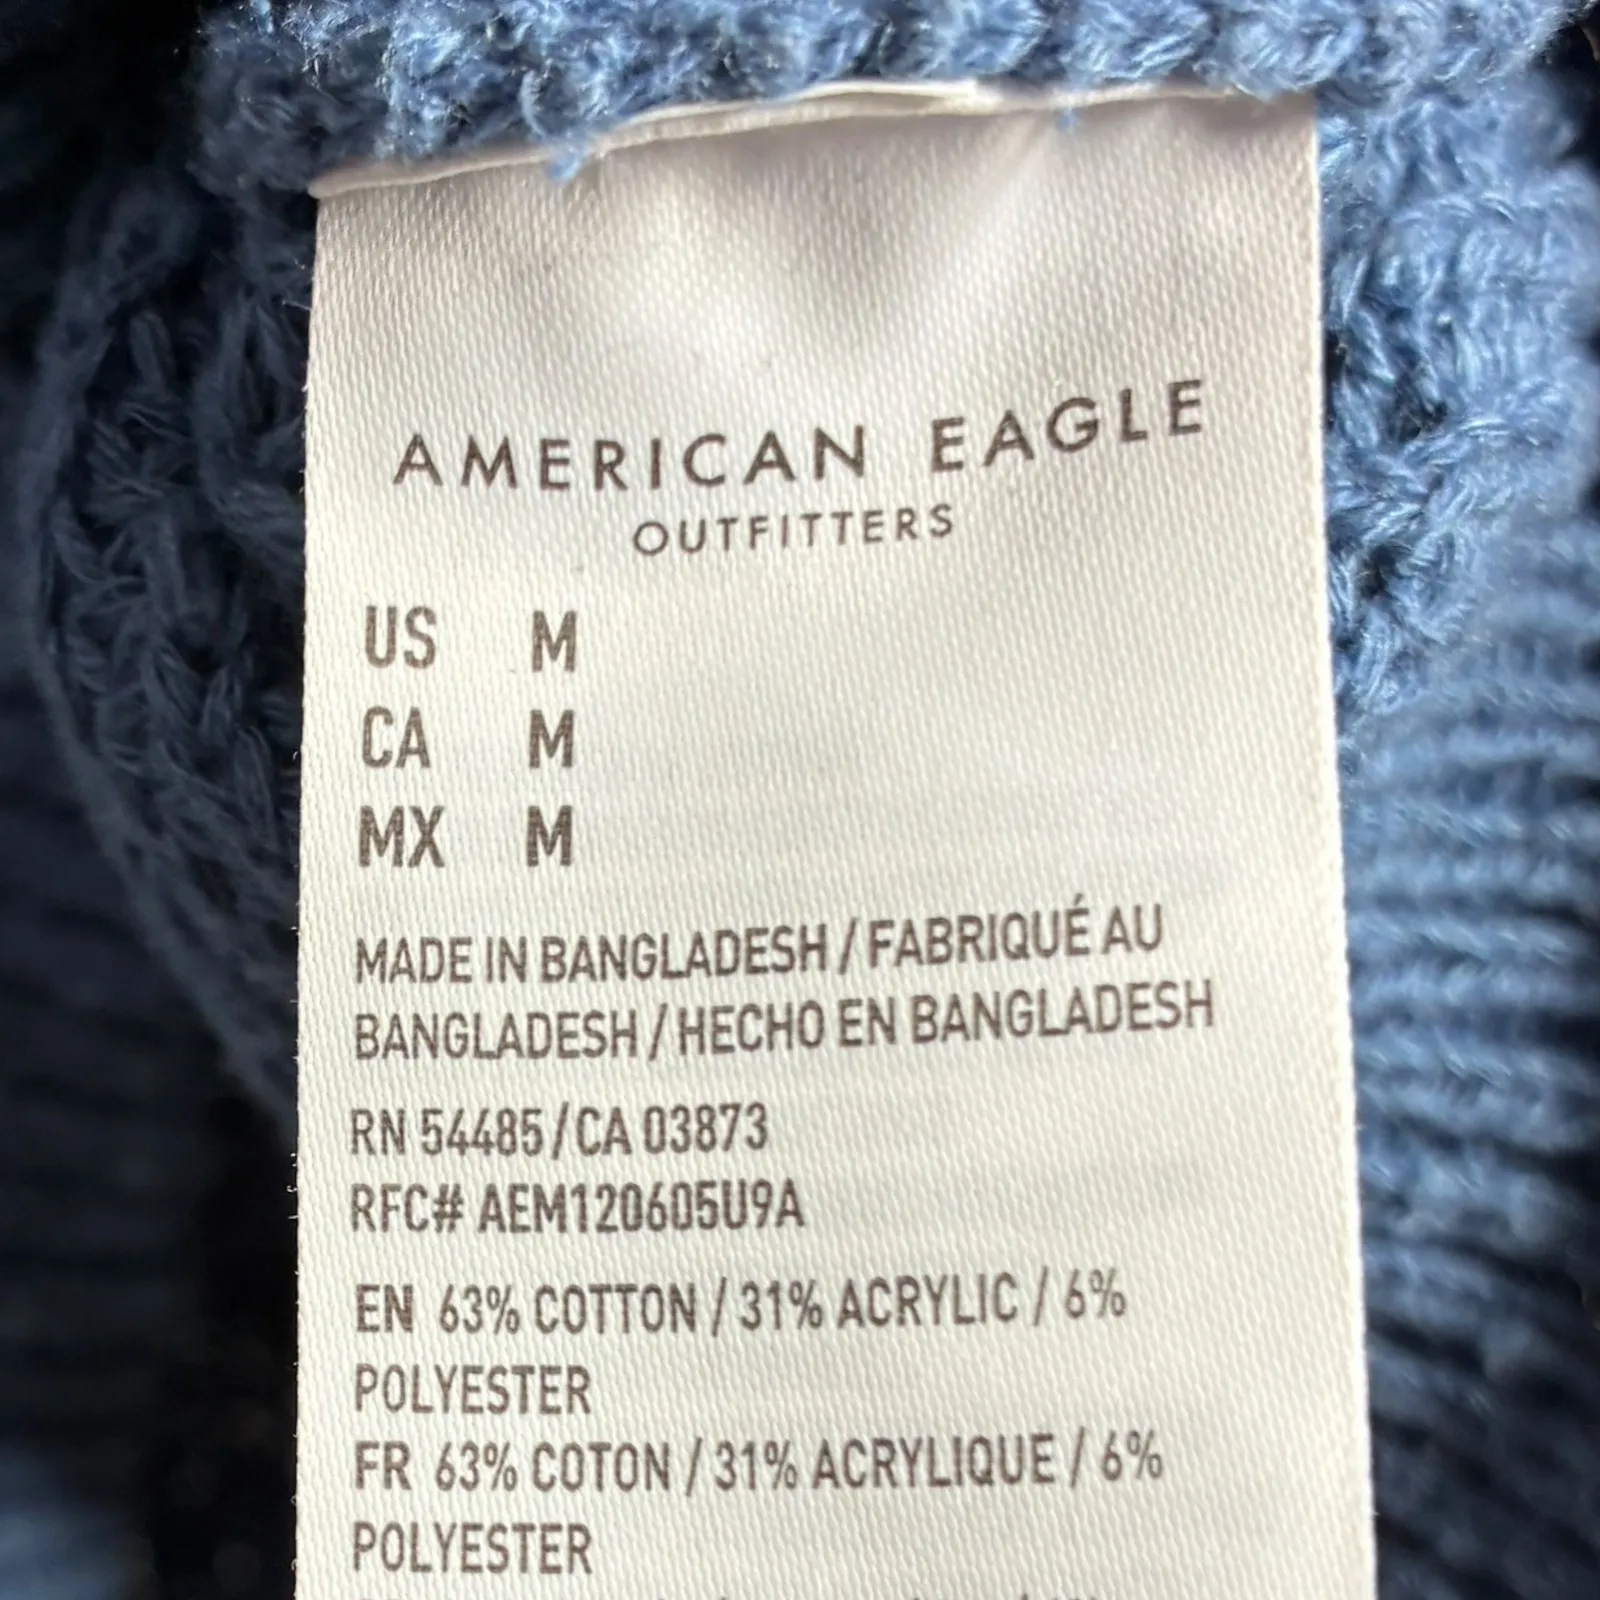 AMERICAN EAGLE
OUTFITTERS
US M
CA M
MX M
MADE IN BANGLADESH / FABRIQUÉ AU
BANGLADESH / HECHO EN BANGLADESH
RN 54485 / CA 03873
RFC# AEM120605U9A
EN 63% COTTON / 31% ACRYLIC / 6%
POLYESTER
FR 63% COTON / 31% ACRYLIQUE / 6%
POLYESTER